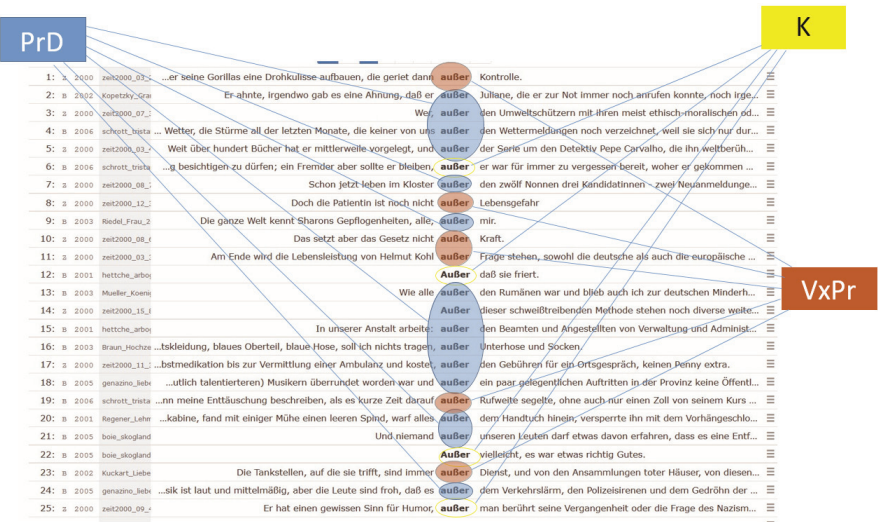 PrD
K
VxPr
1: Z 2000 zeit2000_03_ ...er seine Gorillas eine Drohkulisse aufbauen, die geriet dann außer Kontrolle.
2: B 2002 Kopetzky_Gra Er ahnte, irgendwo gab es eine Ahnung, daß er außer Juliane, die er zur Not immer noch anrufen konnte, noch irge...
3: Z 2000 zeit2000_07_ Wer, außer den Umweltschützern mit ihren meist ethisch-moralischen od...
4: B 2006 schrott_trista ... Wetter, die Stürme all der letzten Monate, die keiner von uns außer den Wettermeldungen noch verzeichnet, weil sie sich nur dur...
5: Z 2000 zeit2000_03_ Weit über hundert Bücher hat er mittlerweile vorgelegt, und außer der Serie um den Detektiv Pepe Carvalho, die ihn weltberüh...
6: B 2006 schrott_trista ...g besichtigen zu dürfen; ein Fremder aber sollte er bleiben, außer er war für immer zu vergessen bereit, woher er gekommen ...
7: Z 2000 zeit2000_08_ Schon jetzt leben im Kloster außer den zwölf Nonnen drei Kandidatinnen - zwei Neuanmeldunge...
8: Z 2000 zeit2000_12_ Doch die Patientin ist noch nicht außer Lebensgefahr
9: B 2003 Riedel_Frau_2 Die ganze Welt kennt Sharons Gepflogenheiten, alle, außer mir.
10: Z 2000 zeit2000_08_ Das setzt aber das Gesetz nicht außer Kraft.
11: Z 2000 zeit2000_03_ Am Ende wird die Lebensleistung von Helmut Kohl außer Frage stehen, sowohl die deutsche als auch die europäische ...
12: B 2001 hettche_arbog Außer daß sie friert.
13: B 2003 Mueller_Koenig Wie alle außer den Rumänen war und blieb auch ich zur deutschen Minderh...
14: Z 2000 zeit2000_15_ Außer dieser schweißtreibenden Methode stehen noch diverse weite...
15: B 2001 hettche_arbog In unserer Anstalt arbeite: außer den Beamten und Angestellten von Verwaltung und Administ...
16: B 2003 Braun_Hochze ...tskleidung, blaues Oberteil, blaue Hose, soll ich nichts tragen, außer Unterhose und Socken.
17: Z 2000 zeit2000_11_ ...bstmedikation bis zur Vermittlung einer Ambulanz und kostet, außer den Gebühren für ein Ortsgespräch, keinen Penny extra.
18: B 2005 genazino_liebe ...utlich talentierteren) Musikern überrundet worden war und außer ein paar gelegentlichen Auftritten in der Provinz keine Öffentl...
19: B 2006 schrott_trista ...nn meine Enttäuschung beschreiben, als es kurze Zeit darauf außer Rufweite segelte, ohne auch nur einen Zoll von seinem Kurs ...
20: B 2001 Regener_Lehm ...kabine, fand mit einiger Mühe einen leeren Spind, warf alles außer dem Handtuch hinein, versperrte ihn mit dem Vorhängeschlo...
21: B 2005 boie_skogland Und niemand außer unseren Leuten darf etwas davon erfahren, dass es eine Entf...
22: B 2005 boie_skogland Außer vielleicht, es war etwas richtig Gutes.
23: B 2002 Kuckart_Liebe Die Tankstellen, auf die sie trifft, sind immer außer Dienst, und von den Ansammlungen toter Häuser, von diesen...
24: B 2005 genazino_liebe ...sik ist laut und mittelmäßig, aber die Leute sind froh, daß es außer dem Verkehrslärm, den Polizeisirenen und dem Gedröhn der ...
25: Z 2000 zeit2000_09_ Er hat einen gewissen Sinn für Humor, außer man berührt seine Vergangenheit oder die Frage des Nazism...